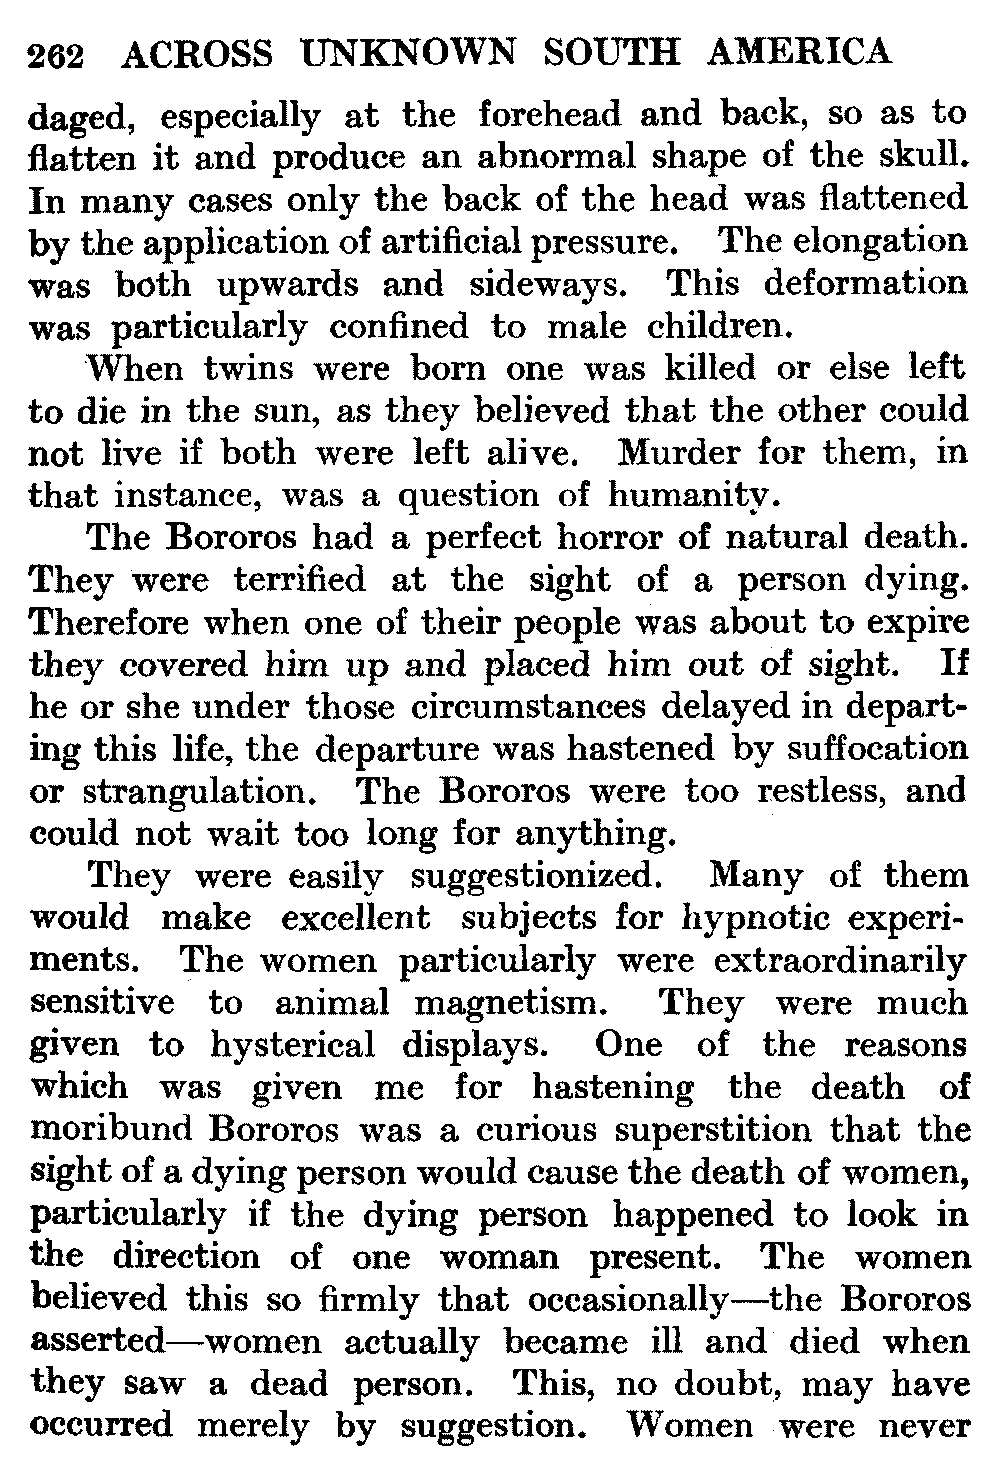 262 ACROSS UNKNOWN SOUTH AMERICA
daged, especially at the forehead and back, so as to
flatten it and produce an abnormal shape of the skull.
In many cases only the back of the head was flattened
by the application of artificial pressure. The elongation
was both upwards and sideways. This deformation
was particularly confined to male children.
When twins were born one was killed or else left
to die in the sun, as they believed that the other could
not live if both were left alive. Murder for them, in
that instance, was a question of humanity.
The Bororos had a perfect horror of natural death.
They were terrified at the sight of a person dying.
Therefore when one of their people was about to expire
they covered him up and placed him out of sight. If
he or she under those circumstances delayed in depart-
ing this life, the departure was hastened by suffocation
or strangulation. The Bororos were too restless, and
could not wait too long for anything.
They were easily suggestionized. Many of them
would make excellent subjects for hypnotic experi-
ments. The women particularly were extraordinarily
sensitive to animal magnetism. They were much
given to hysterical displays. One of the reasons
which was given me for hastening the death of
moribund Bororos was a curious superstition that the
sight of a dying person would cause the death of women,
particularly if the dying person happened to look in
the direction of one woman present. The women
believed this so firmly that occasionally—the Bororos
asserted—women actually became ill and died when
they saw a dead person. This, no doubt, may have
occurred merely by suggestion. Women were never